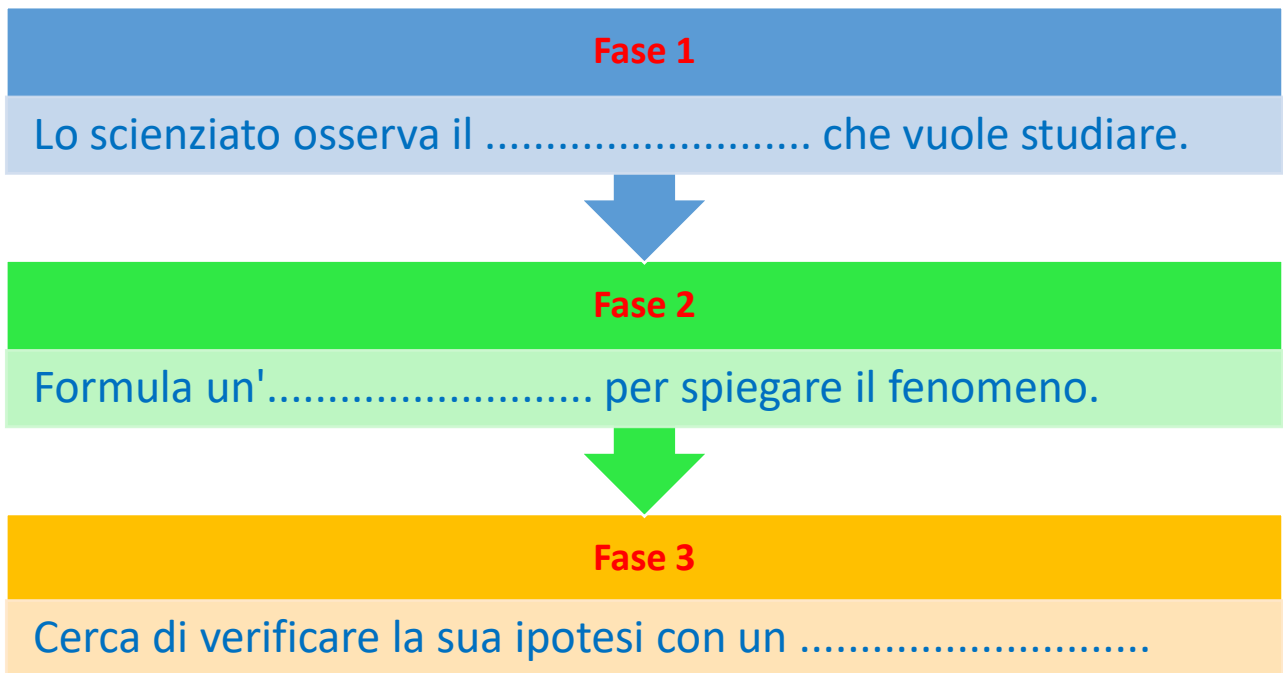 Fase 1
Lo scienziato osserva il ........................... che vuole studiare.
Fase 2
Formula un'........................... per spiegare il fenomeno.
Fase 3
Cerca di verificare la sua ipotesi con un .............................